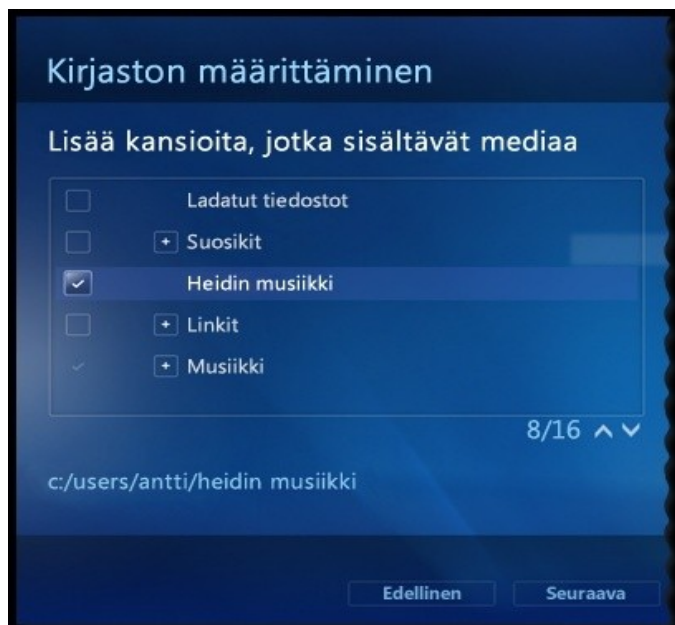 Kirjaston määrittäminen
Lisää kansioita, jotka sisältävät mediaa
Ladatut tiedostot
+ Suosikit
Heidin musiikki
+ Linkit
+ Musiikki
8/16
c:/users/antti/heidin musiikki
Edellinen Seuraava